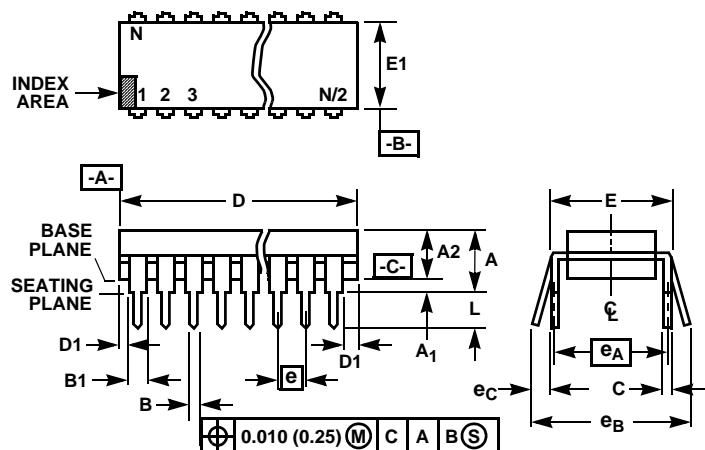 N
E1
INDEX
AREA
1 2 3 N/2
-B-
-A-
D
E
BASE
PLANE
A2
A
-C-
SEATING
PLANE
L
C
L
D1
A1
D1
eA
B1
e
eC
C
B
eB
⌖ 0.010 (0.25) Ⓜ C A B Ⓢ